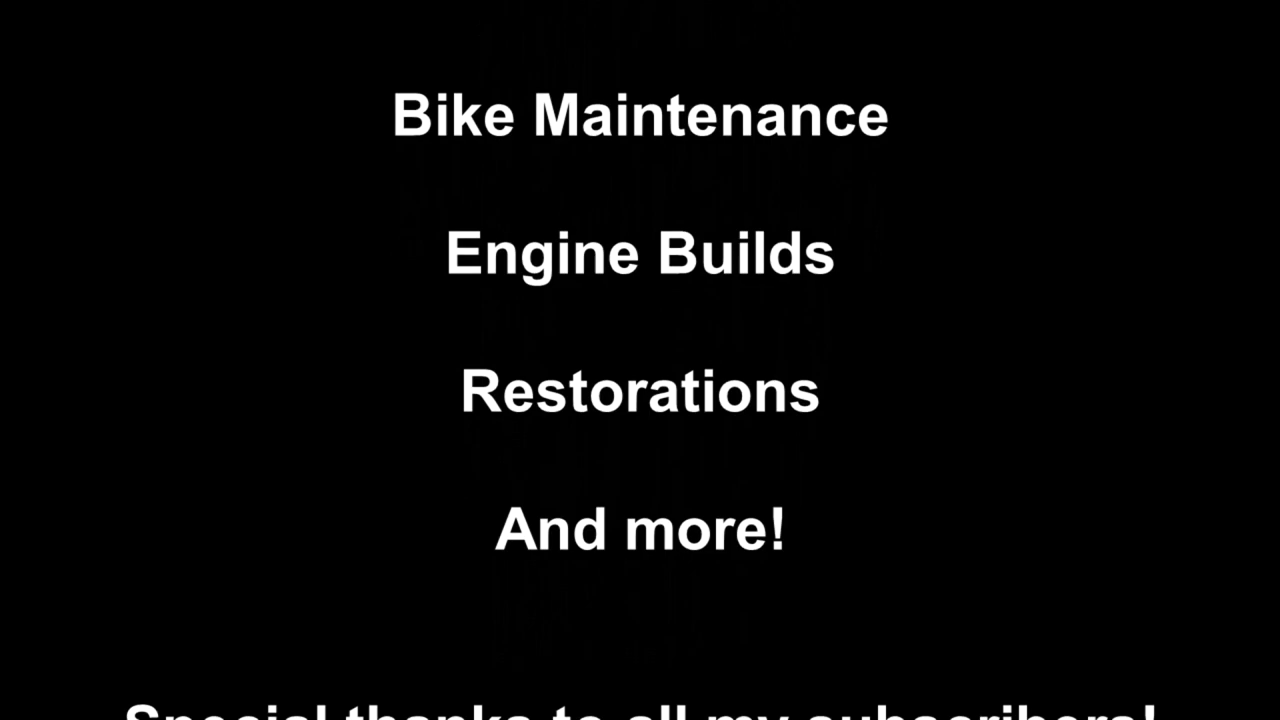 Bike Maintenance
Engine Builds
Restorations
And more!
Special thanks to all my subscribers!